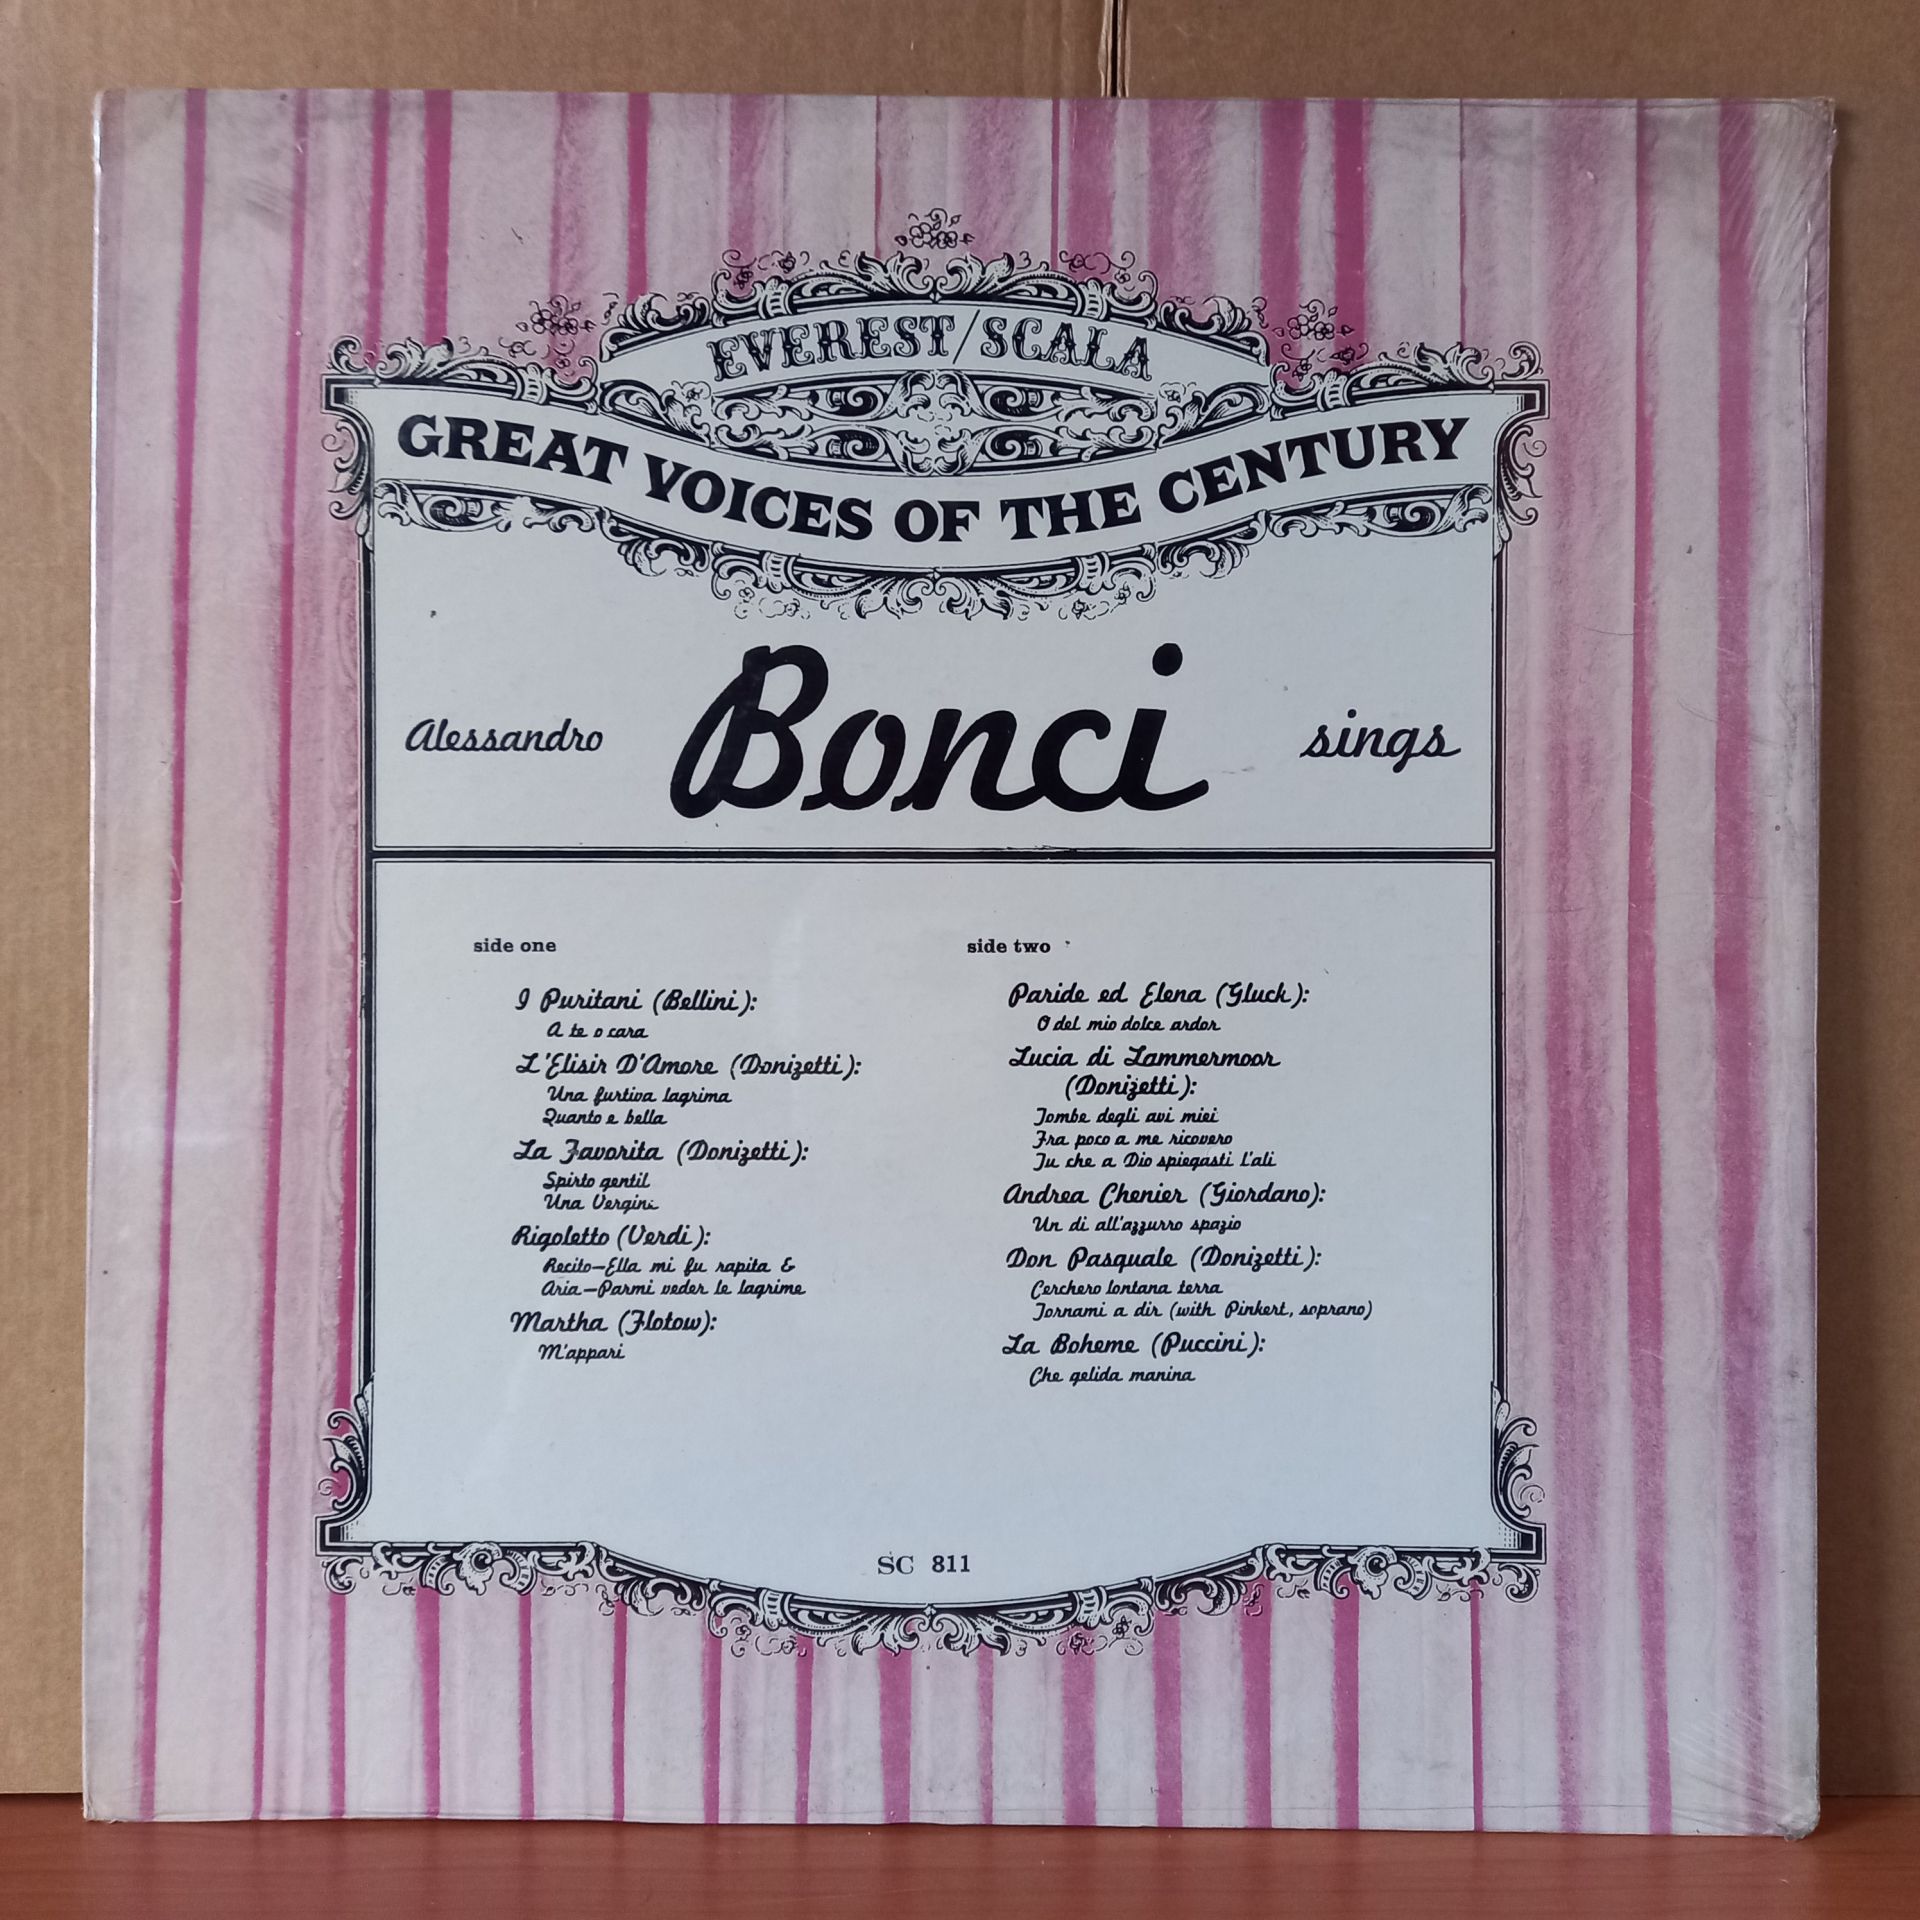 EVEREST/SCALA
GREAT VOICES OF THE CENTURY
Alessandro Bonci sings
side one
I Puritani (Bellini):
A te o cara
L'Elisir D'Amore (Donizetti):
Una furtiva lagrima
Quanto e bella
La Favorita (Donizetti):
Spirto gentil
Una Vergini
Rigoletto (Verdi):
Recito—Ella mi fu rapita &
Aria—Parmi veder le lagrime
Martha (Flotow):
M'appari
side two
Paride ed Elena (Gluck):
O del mio dolce ardor
Lucia di Lammermoor
(Donizetti):
Tombe degli avi miei
Fra poco a me ricovero
Tu che a Dio spiegasti l'ali
Andrea Chenier (Giordano):
Un di all'azzurro spazio
Don Pasquale (Donizetti):
Cerchero lontana terra
Tornami a dir (with Pinkert, soprano)
La Boheme (Puccini):
Che gelida manina
SC 811